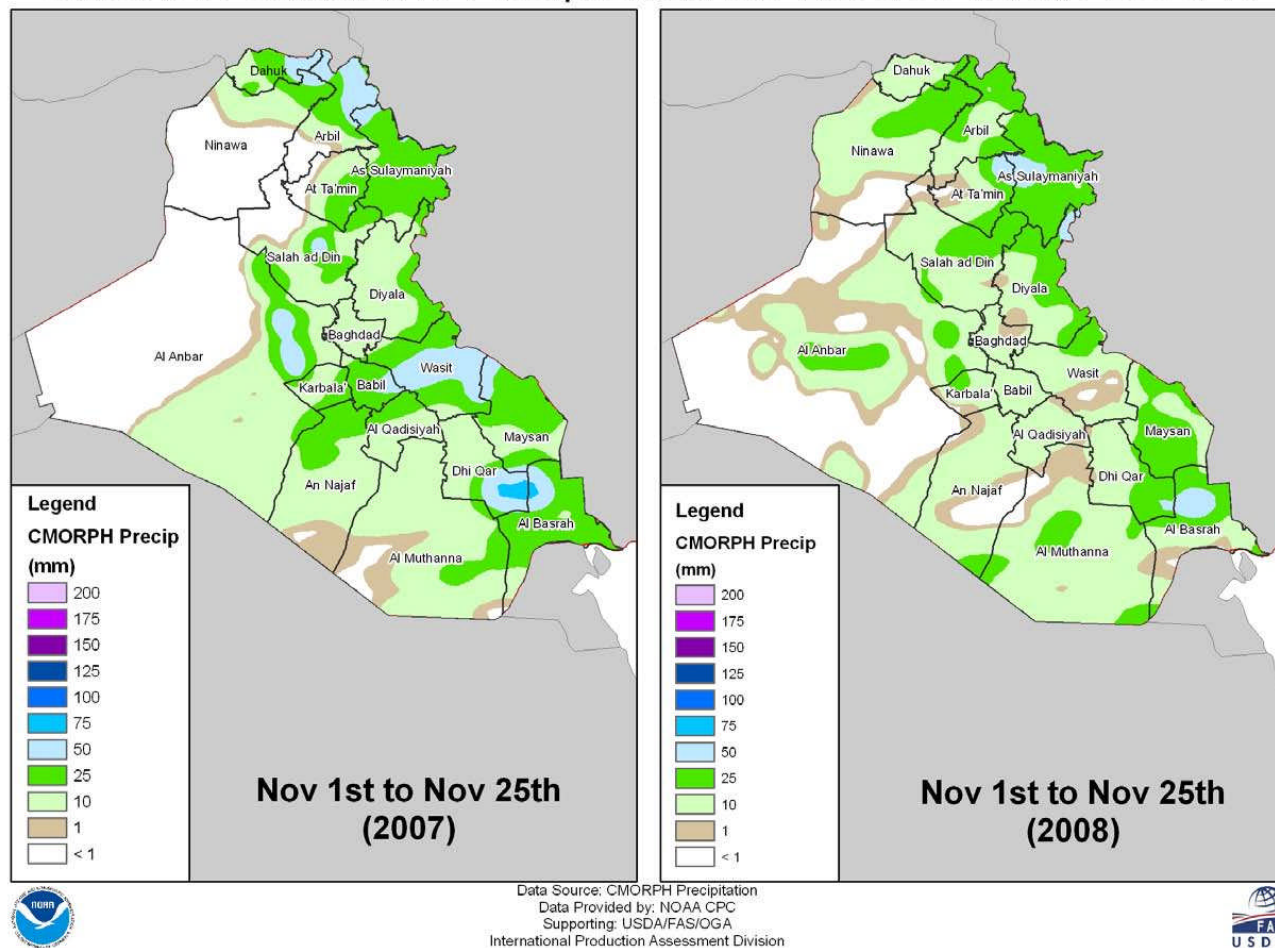 Dahuk
Ninawa
Arbil
As Sulaymaniyah
At Ta'min
Salah ad Din
Diyala
Baghdad
Al Anbar
Wasit
Karbala'
Babil
Al Qadisiyah
Maysan
Dhi Qar
An Najaf
Al Basrah
Al Muthanna
Legend
CMORPH Precip
(mm)
200
175
150
125
100
75
50
25
10
1
< 1
Nov 1st to Nov 25th
(2007)
Dahuk
Arbil
Ninawa
As Sulaymaniyah
At Ta'min
Salah ad Din
Diyala
Baghdad
Al Anbar
Wasit
Karbala'
Babil
Al Qadisiyah
Maysan
Dhi Qar
An Najaf
Al Basrah
Al Muthanna
Legend
CMORPH Precip
(mm)
200
175
150
125
100
75
50
25
10
1
< 1
Nov 1st to Nov 25th
(2008)
NOAA
Data Source: CMORPH Precipitation
Data Provided by: NOAA CPC
Supporting: USDA/FAS/OGA
International Production Assessment Division
FA
USD